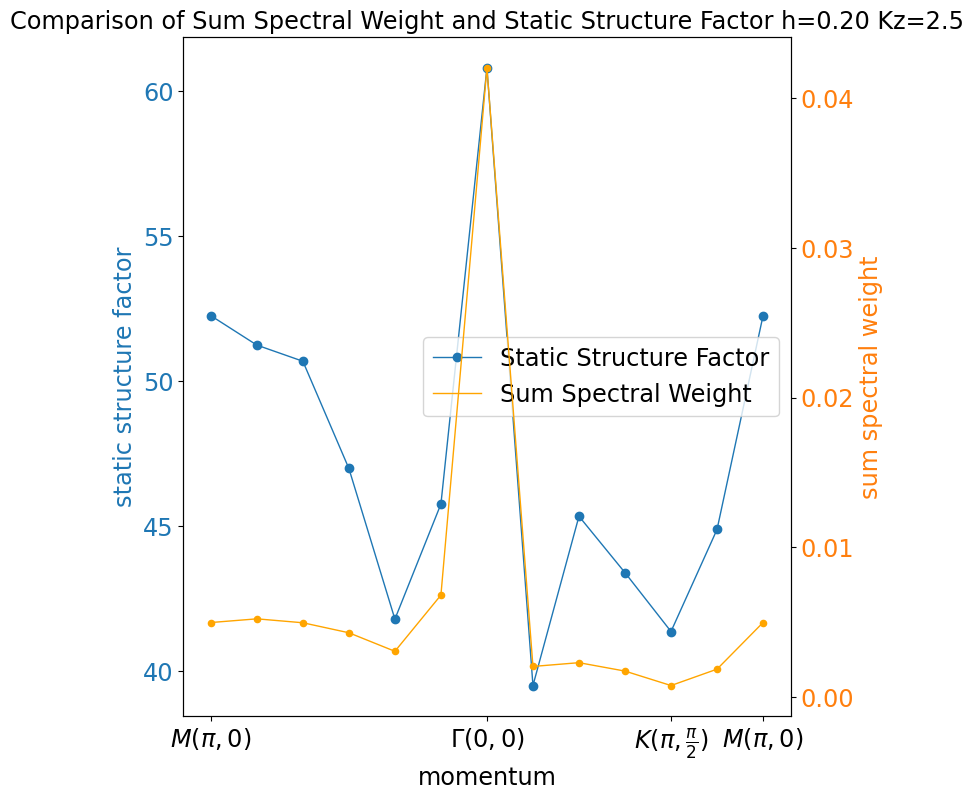 Comparison of Sum Spectral Weight and Static Structure Factor h=0.20 Kz=2.5
static structure factor
60
55
50
45
40
Static Structure Factor
Sum Spectral Weight
0.04
0.03
0.02
0.01
0.00
sum spectral weight
M(π, 0)
Γ(0, 0)
K(π, π/2)
M(π, 0)
momentum